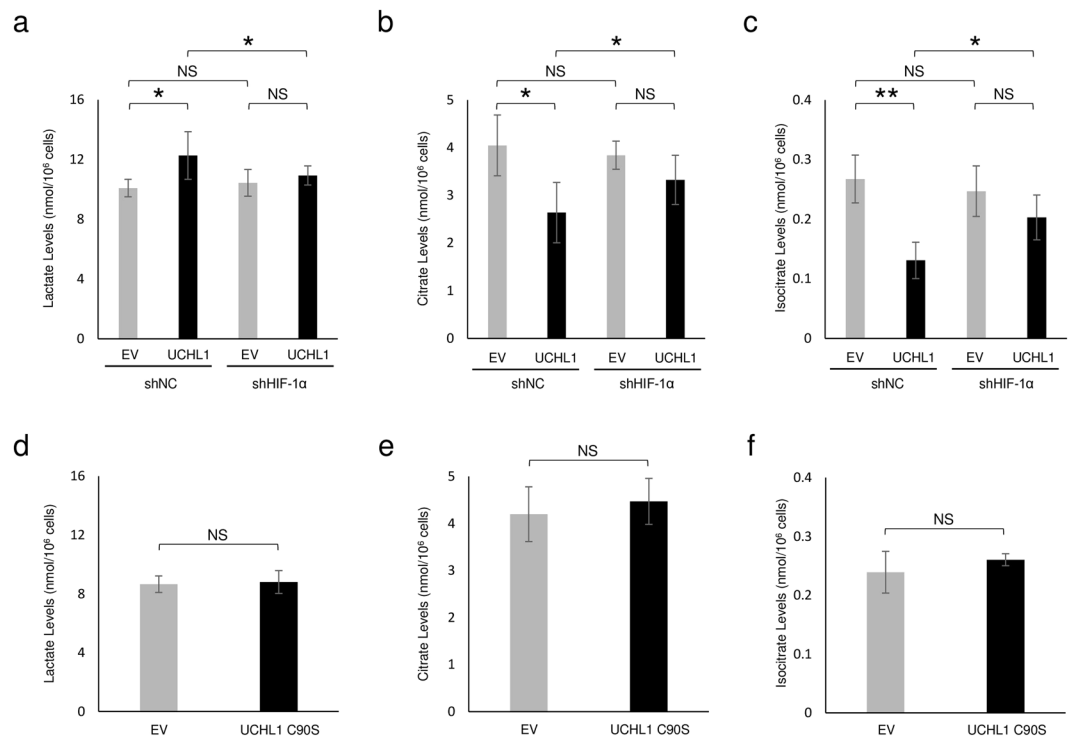 a
*
NS
*
NS
Lactate Levels (nmol/10⁶ cells)
16
12
8
4
0
EV UCHL1 EV UCHL1
shNC shHIF-1α
b
*
NS
*
NS
Citrate Levels (nmol/10⁶ cells)
5
4
3
2
1
0
EV UCHL1 EV UCHL1
shNC shHIF-1α
c
*
NS
**
NS
Isocitrate Levels (nmol/10⁶ cells)
0.4
0.3
0.2
0.1
0
EV UCHL1 EV UCHL1
shNC shHIF-1α
d
NS
Lactate Levels (nmol/10⁶ cells)
16
12
8
4
0
EV UCHL1 C90S
e
NS
Citrate Levels (nmol/10⁶ cells)
5
4
3
2
1
0
EV UCHL1 C90S
f
NS
Isocitrate Levels (nmol/10⁶ cells)
0.4
0.3
0.2
0.1
0
EV UCHL1 C90S